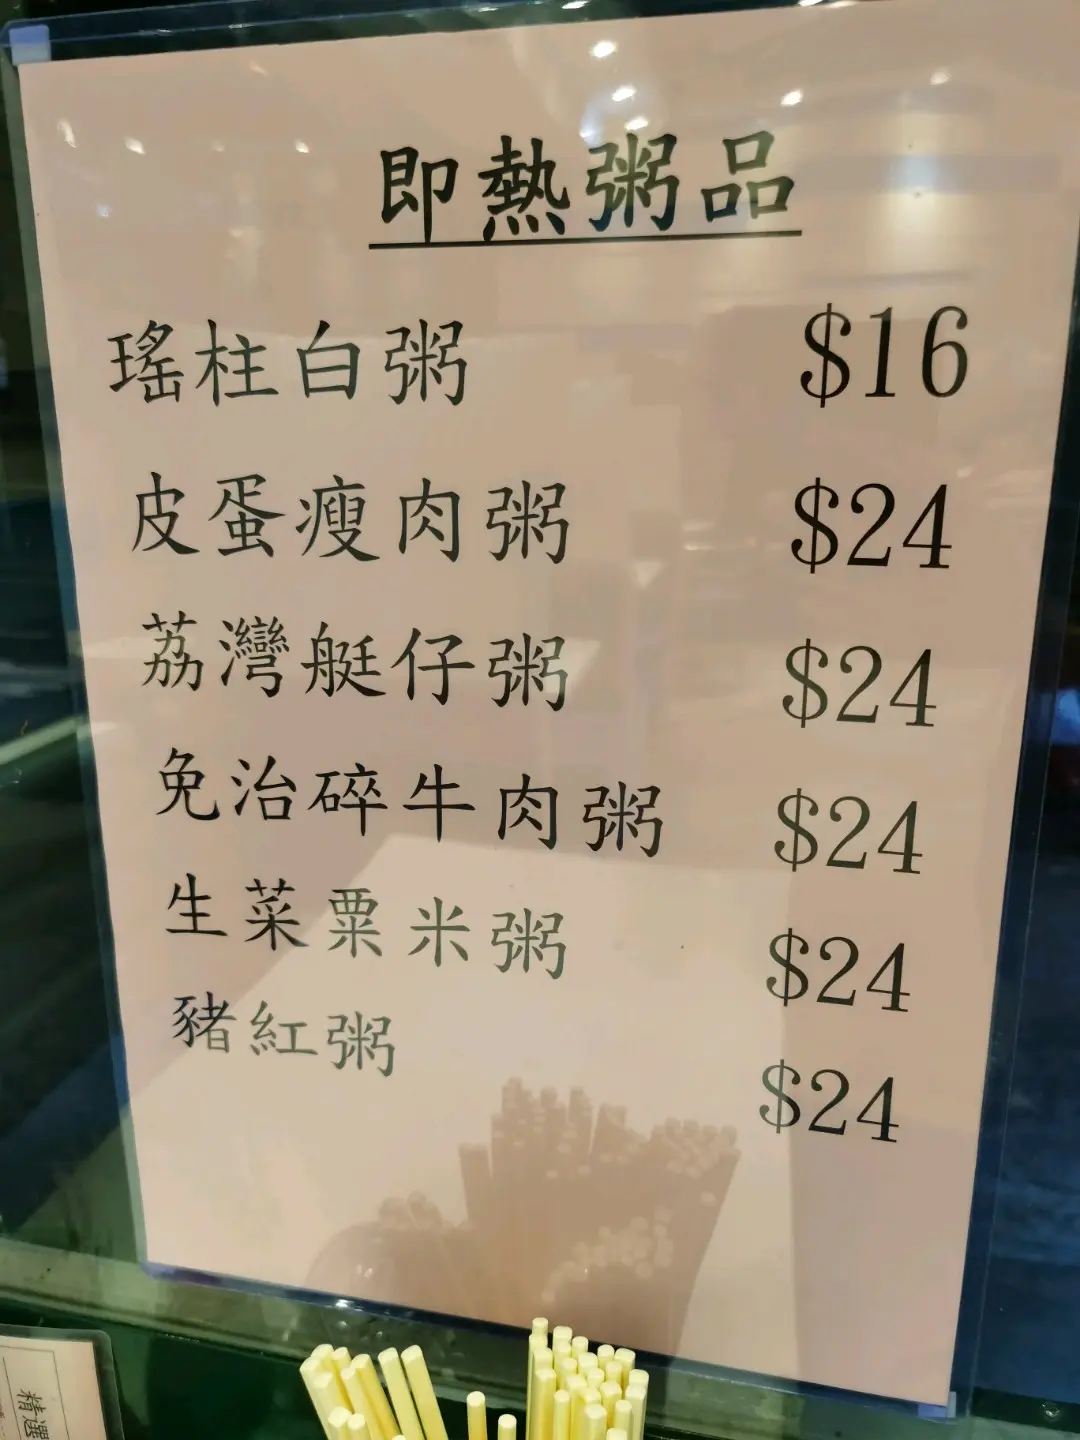 即熱粥品
瑤柱白粥 $16
皮蛋瘦肉粥 $24
荔灣艇仔粥 $24
免治碎牛肉粥 $24
生菜粟米粥 $24
豬紅粥 $24
精選